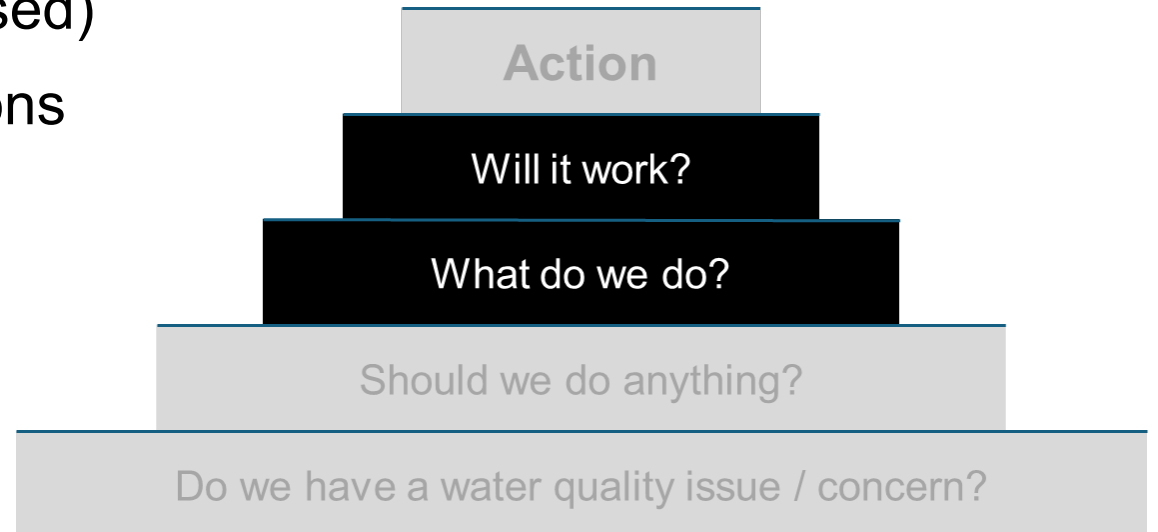 sed)
ons
Action
Will it work?
What do we do?
Should we do anything?
Do we have a water quality issue / concern?